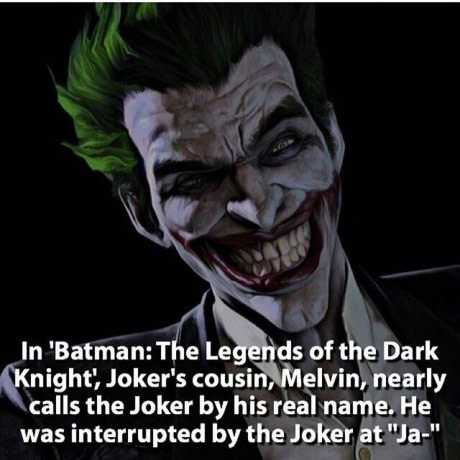 In 'Batman: The Legends of the Dark
Knight', Joker's cousin, Melvin, nearly
calls the Joker by his real name. He
was interrupted by the Joker at "Ja-"